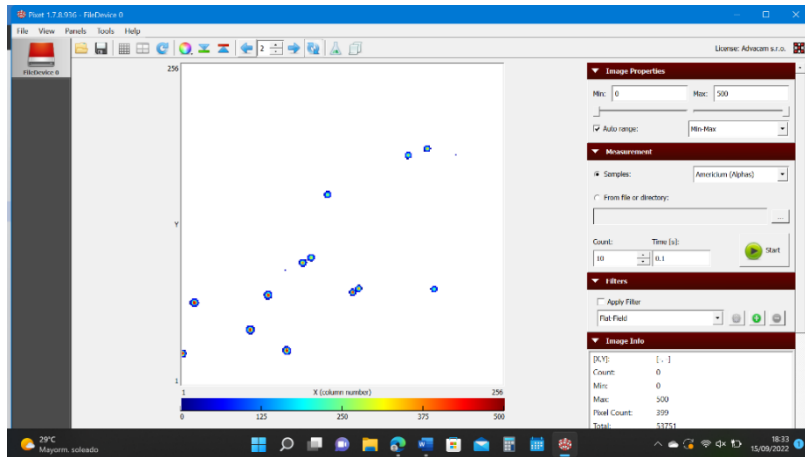 Pixet 1.7.8.936 - FileDevice 0
File View Panels Tools Help
2
License: Advacam s.r.o.
FileDevice 0
256
Y
1
1 X (column number) 256
0 125 250 375 500
Image Properties
Min: 0 Max: 500
Auto range: Min-Max
Measurement
Samples: Americium (Alphas)
From file or directory:
...
Count: Time [s]:
10 0.1 Start
Filters
Apply Filter
Flat-Field
Image Info
[X,Y]: [ , ]
Count: 0
Min: 0
Max: 500
Pixel Count: 399
Total: 53751
29°C
Mayorm. soleado
18:33
15/09/2022